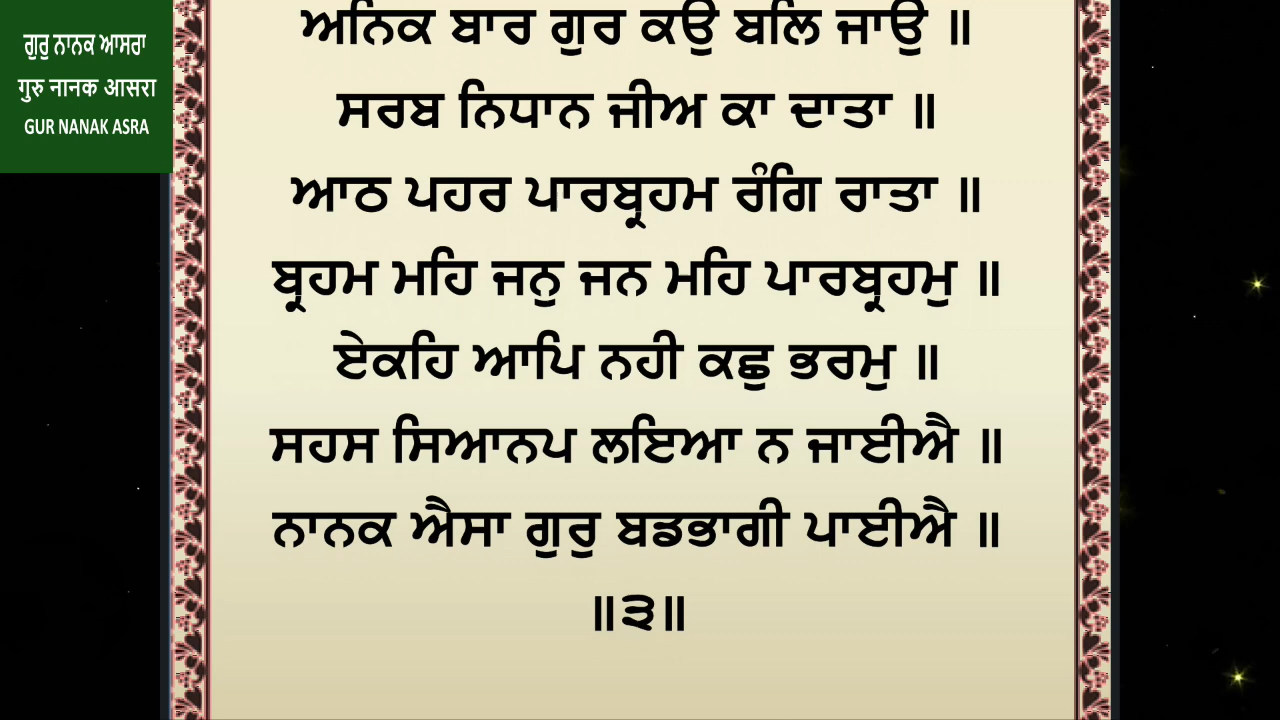 ਗੁਰੁ ਨਾਨਕ ਆਸਰਾ
गुरु नानक आसरा
GUR NANAK ASRA
ਅਨਿਕ ਬਾਰ ਗੁਰ ਕਉ ਬਲਿ ਜਾਉ ॥
ਸਰਬ ਨਿਧਾਨ ਜੀਅ ਕਾ ਦਾਤਾ ॥
ਆਠ ਪਹਰ ਪਾਰਬ੍ਰਹਮ ਰੰਗਿ ਰਾਤਾ ॥
ਬ੍ਰਹਮ ਮਹਿ ਜਨੁ ਜਨ ਮਹਿ ਪਾਰਬ੍ਰਹਮੁ ॥
ਏਕਹਿ ਆਪਿ ਨਹੀ ਕਛੁ ਭਰਮੁ ॥
ਸਹਸ ਸਿਆਨਪ ਲਇਆ ਨ ਜਾਈਐ ॥
ਨਾਨਕ ਐਸਾ ਗੁਰੁ ਬਡਭਾਗੀ ਪਾਈਐ ॥
॥੩॥